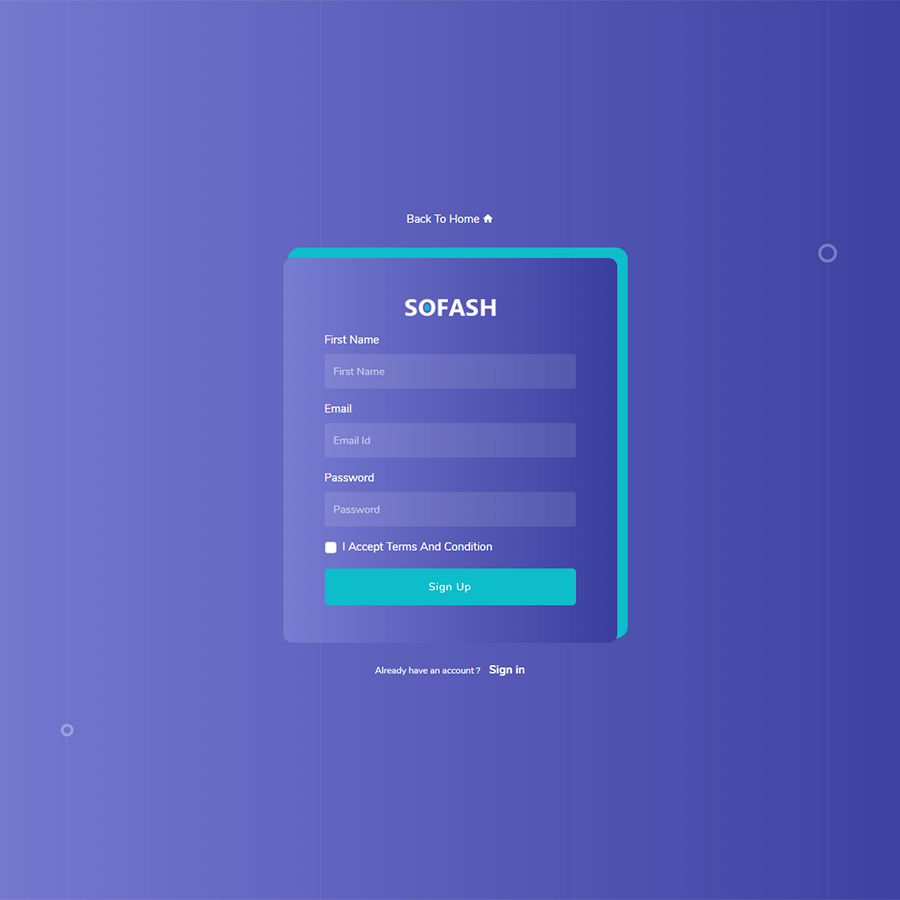 Back To Home
SOFASH
First Name
First Name
Email
Email Id
Password
Password
I Accept Terms And Condition
Sign Up
Already have an account ? Sign in